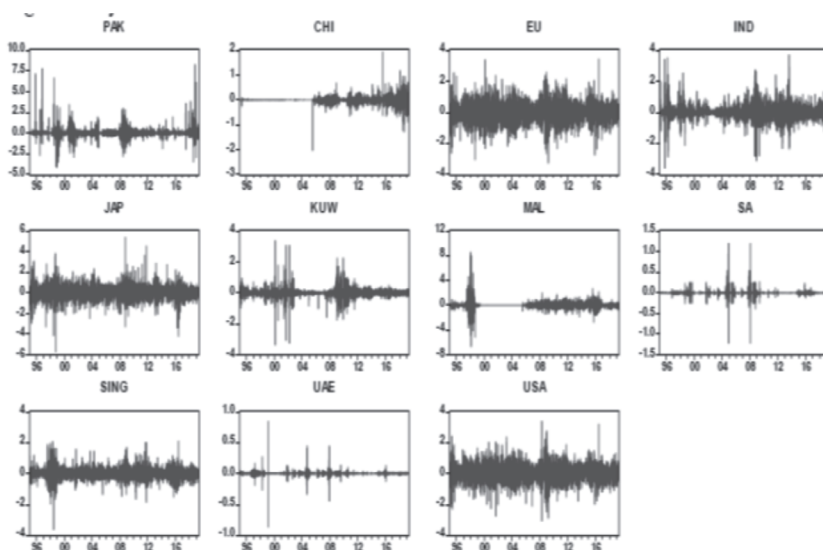 PAK CHI EU IND
10.0 2 4 4
7.5 1 2 2
5.0 0 0 0
2.5 -1 -2 -2
0.0 -2 -4 -4
-2.5 -3
-5.0
96 00 04 08 12 16 96 00 04 08 12 16 96 00 04 08 12 16 96 00 04 08 12 16
JAP KUW MAL SA
6 4 12 1.5
4 2 8 1.0
2 0 4 0.5
0 -2 0 0.0
-2 -4 -4 -0.5
-4 -8 -1.0
-6 -1.5
96 00 04 08 12 16 96 00 04 08 12 16 96 00 04 08 12 16 96 00 04 08 12 16
SING UAE USA
4 1.0 4
2 0.5 2
0 0.0 0
-2 -0.5 -2
-4 -1.0 -4
96 00 04 08 12 16 96 00 04 08 12 16 96 00 04 08 12 16